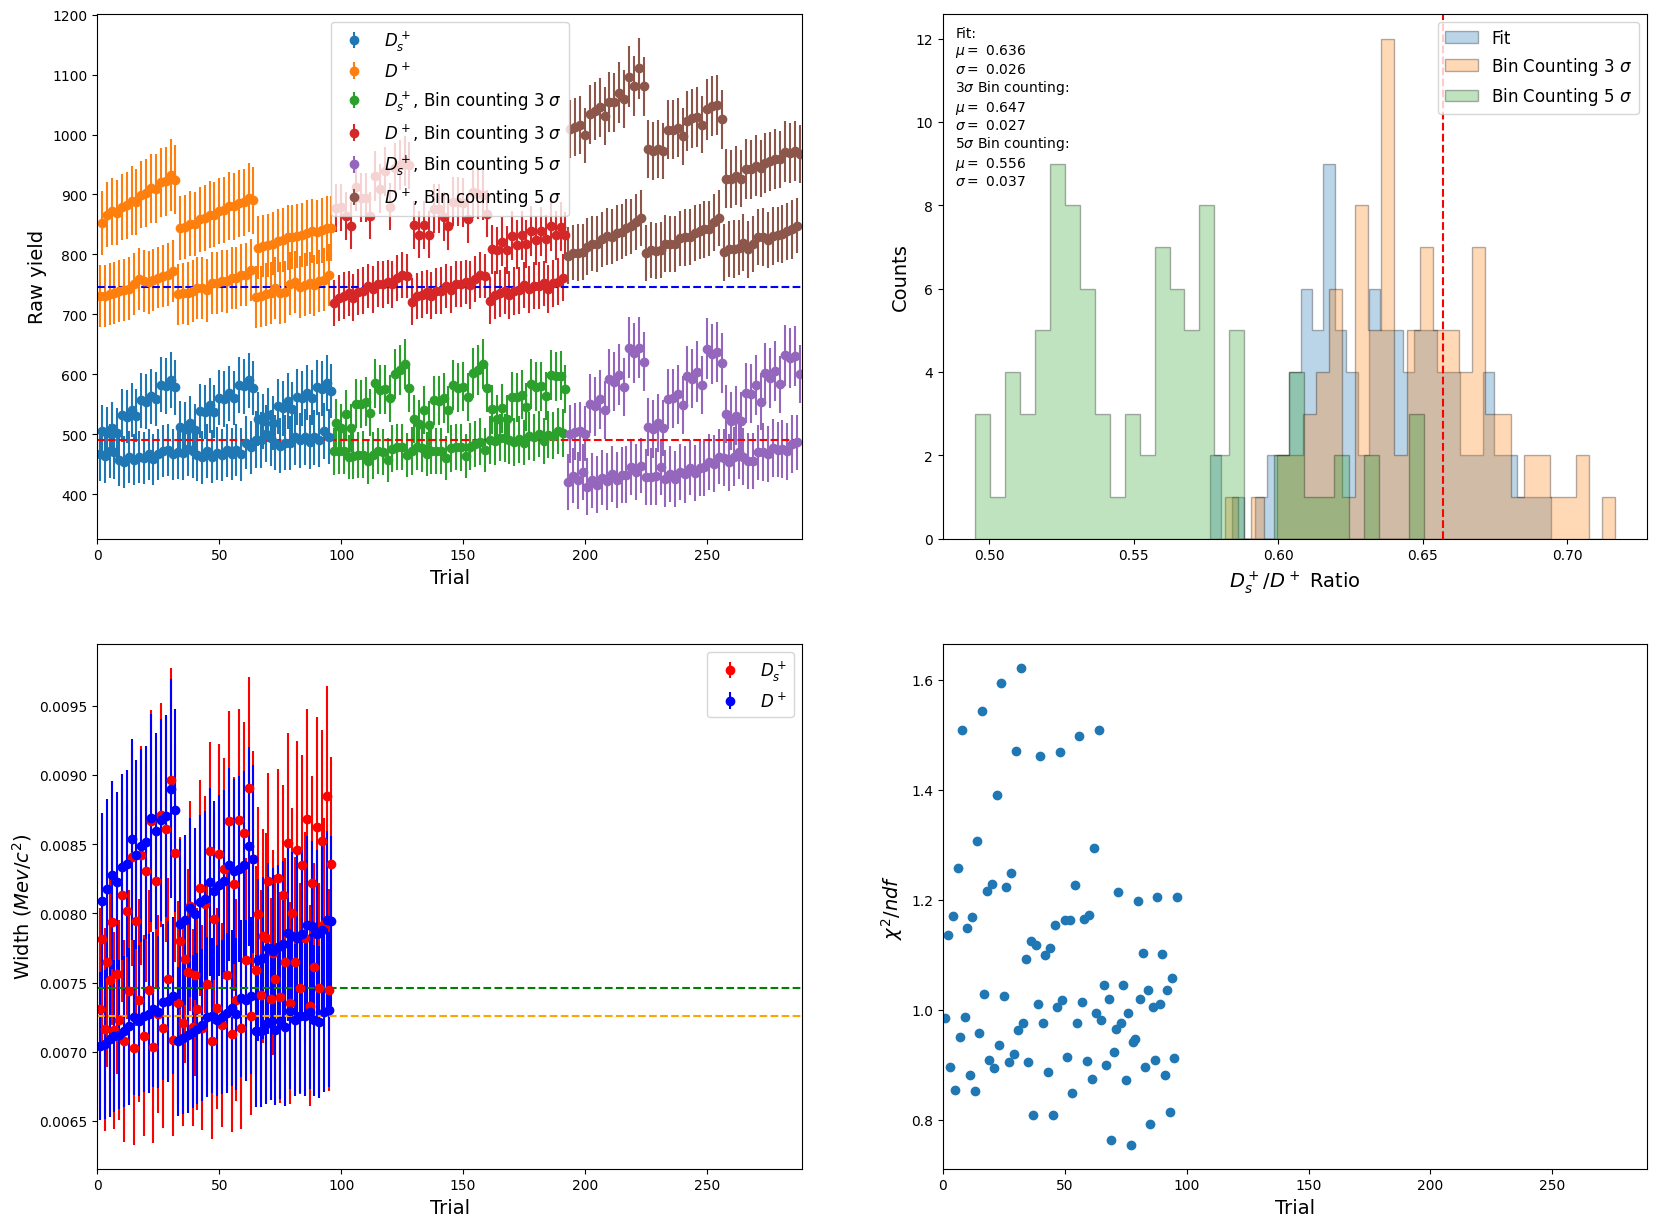 1200
1100
1000
900
800
700
600
500
400
Raw yield
0 50 100 150 200 250
Trial
D_s^+
D^+
D_s^+, Bin counting 3 σ
D^+, Bin counting 3 σ
D_s^+, Bin counting 5 σ
D^+, Bin counting 5 σ
12
10
8
6
4
2
0
Counts
0.50 0.55 0.60 0.65 0.70
D_s^+/D^+ Ratio
Fit:
μ = 0.636
σ = 0.026
3σ Bin counting:
μ = 0.647
σ = 0.027
5σ Bin counting:
μ = 0.556
σ = 0.037
Fit
Bin Counting 3 σ
Bin Counting 5 σ
0.0095
0.0090
0.0085
0.0080
0.0075
0.0070
0.0065
Width (Mev/c²)
0 50 100 150 200 250
Trial
D_s^+
D^+
1.6
1.4
1.2
1.0
0.8
χ²/ndf
0 50 100 150 200 250
Trial